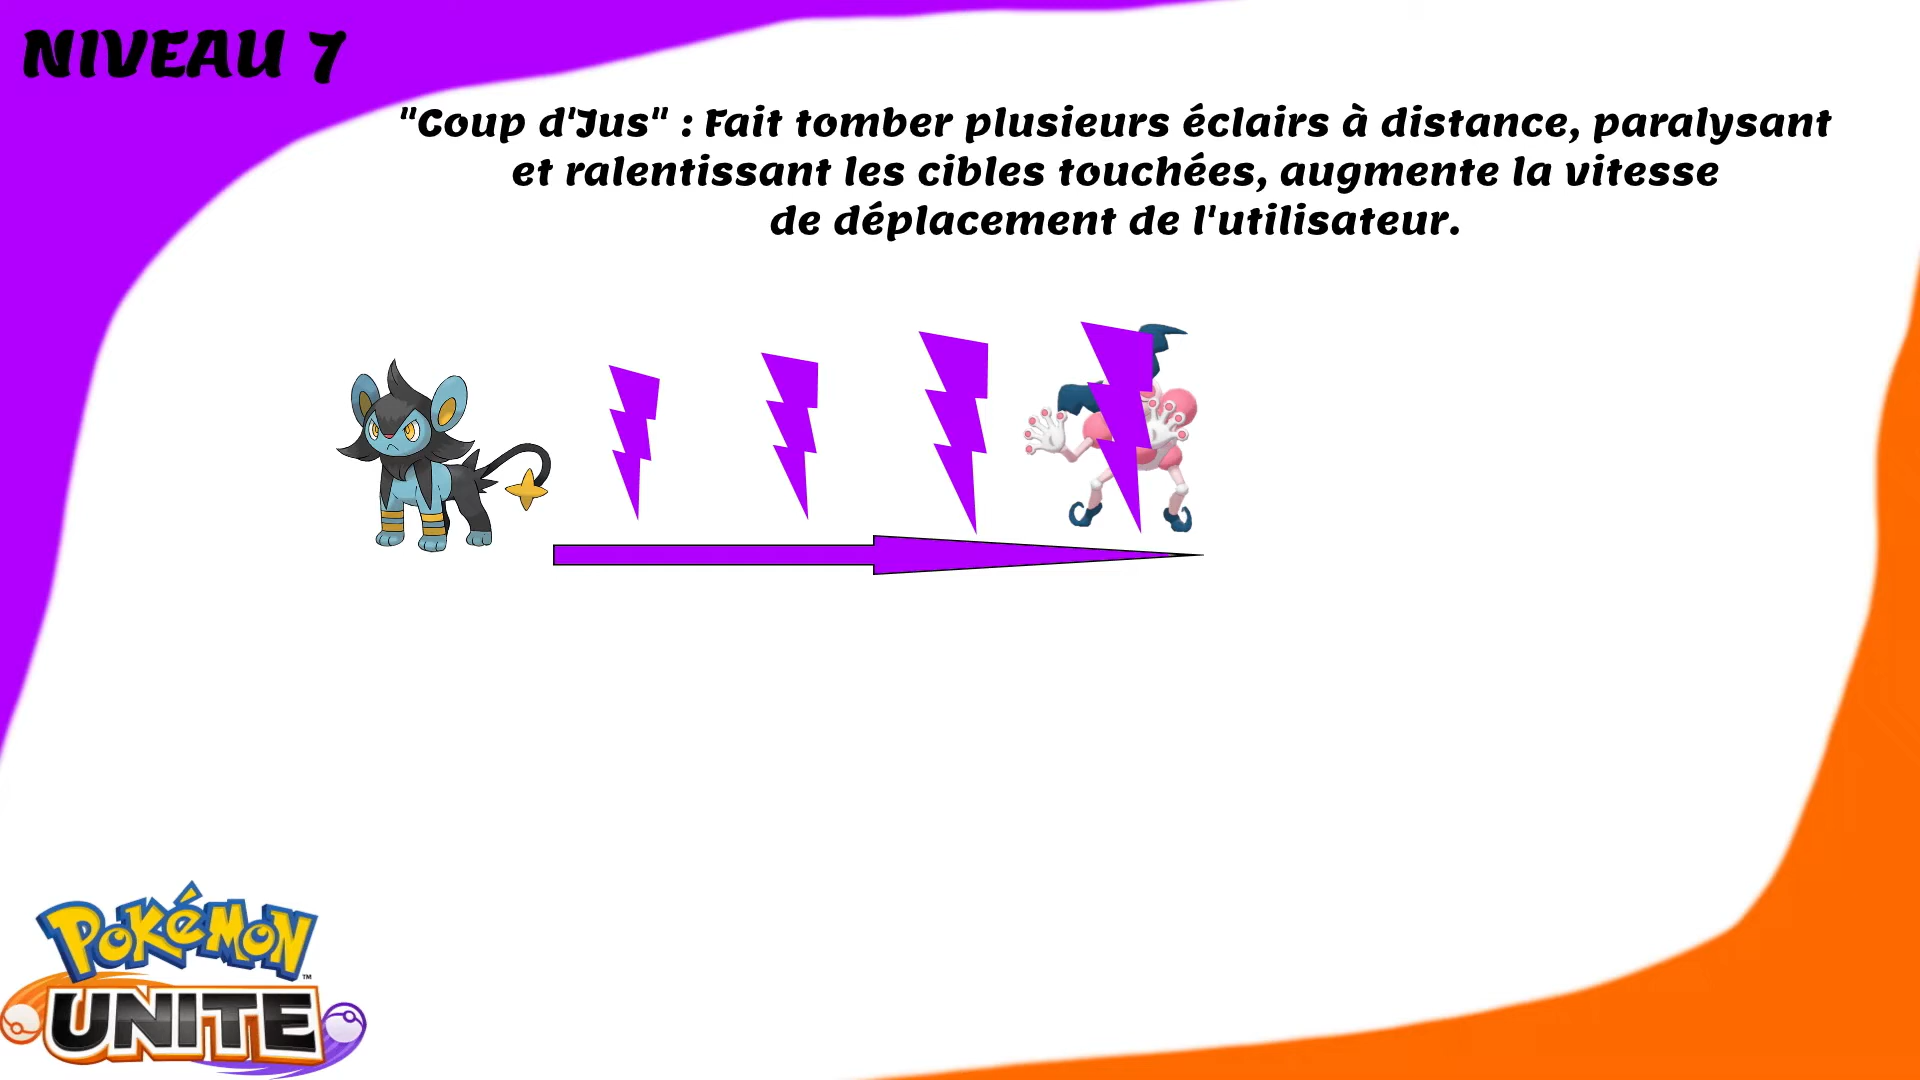 NIVEAU 7
"Coup d'Jus" : Fait tomber plusieurs éclairs à distance, paralysant
et ralentissant les cibles touchées, augmente la vitesse
de déplacement de l'utilisateur.
POKéMON
TM
UNITE